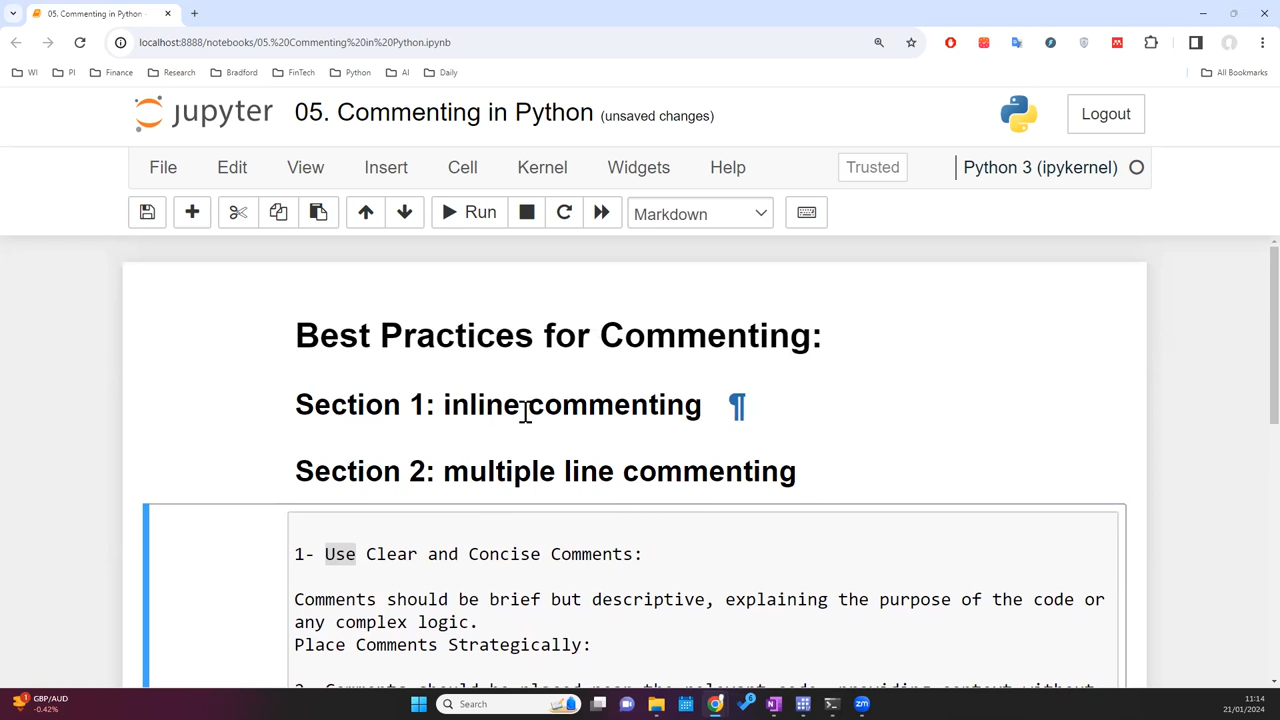 05. Commenting in Python -
localhost:8888/notebooks/05.%20Commenting%20in%20Python.ipynb
WI PI Finance Research Bradford FinTech Python AI Daily All Bookmarks
jupyter 05. Commenting in Python (unsaved changes) Logout
File Edit View Insert Cell Kernel Widgets Help Trusted Python 3 (ipykernel)
Run Markdown
Best Practices for Commenting:
Section 1: inline commenting ¶
Section 2: multiple line commenting
1- Use Clear and Concise Comments:
Comments should be brief but descriptive, explaining the purpose of the code or
any complex logic.
Place Comments Strategically:
GBP/AUD
-0.42%
Search
11:14
21/01/2024